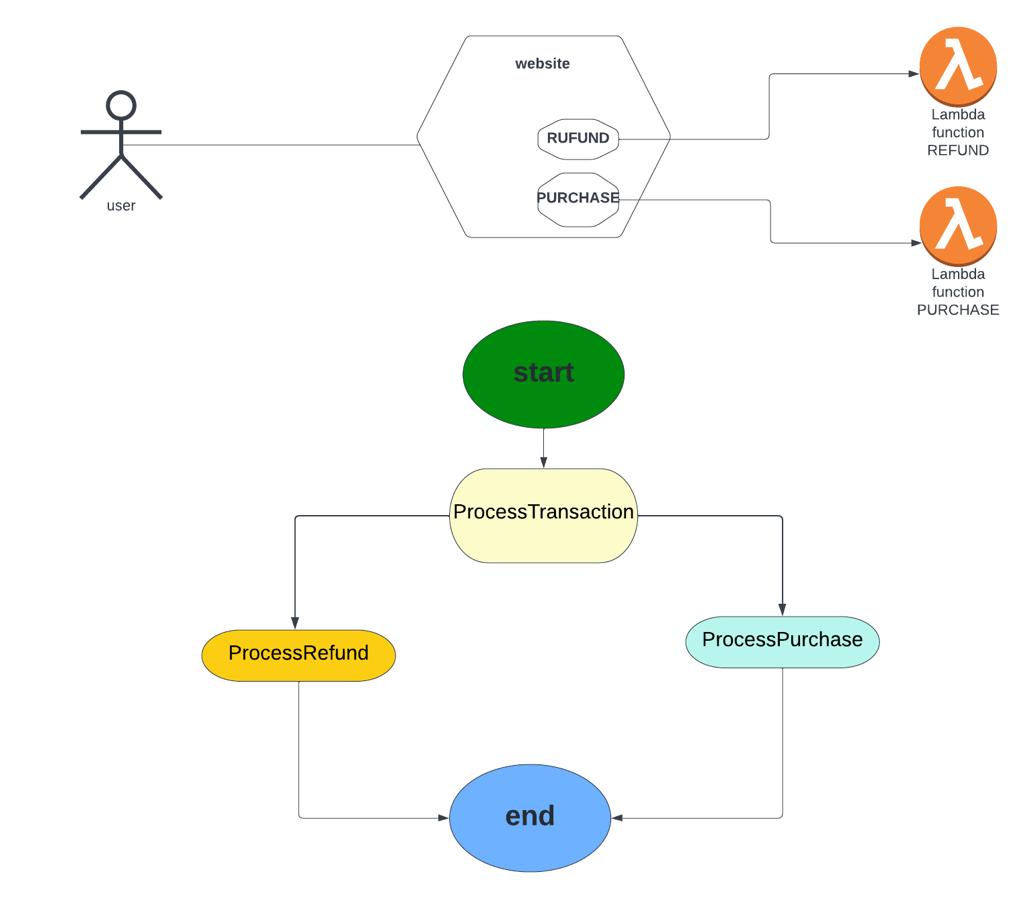 website
RUFUND
PURCHASE
user
Lambda
function
REFUND
Lambda
function
PURCHASE
start
ProcessTransaction
ProcessRefund
ProcessPurchase
end